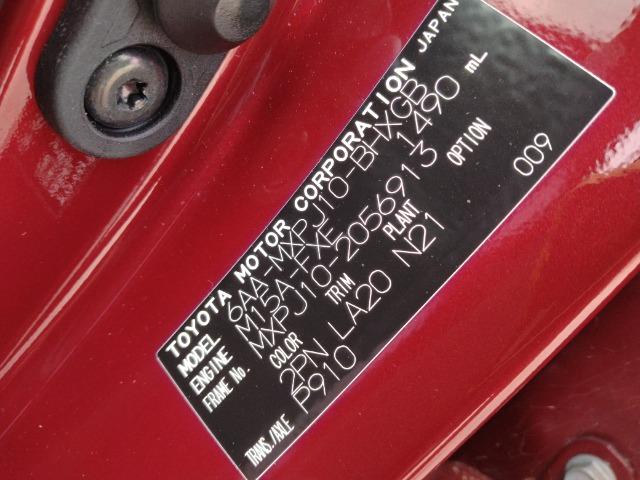 TOYOTA MOTOR CORPORATION JAPAN
MODEL 6AA-MXPJ10-BHXGB
ENGINE M15A-FXE 1490 mL
FRAME No. MXPJ10-2056913
COLOR TRIM PLANT OPTION
2PN LA20 N21 009
TRANS./AXLE P910